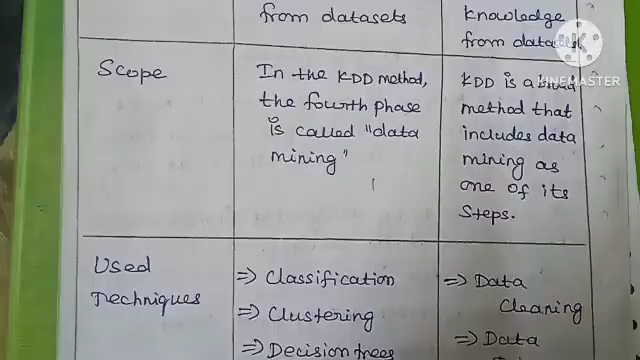 from datasets
Knowledge
from dataset
Scope
In the KDD method,
the fourth phase
is called "data
mining"
KDD is a
method that
includes data
mining as
one of its
steps.
Used
Techniques
=> Classification
=> Clustering
=> Decision trees
=> Data
Cleaning
=> Data
KINEMASTER